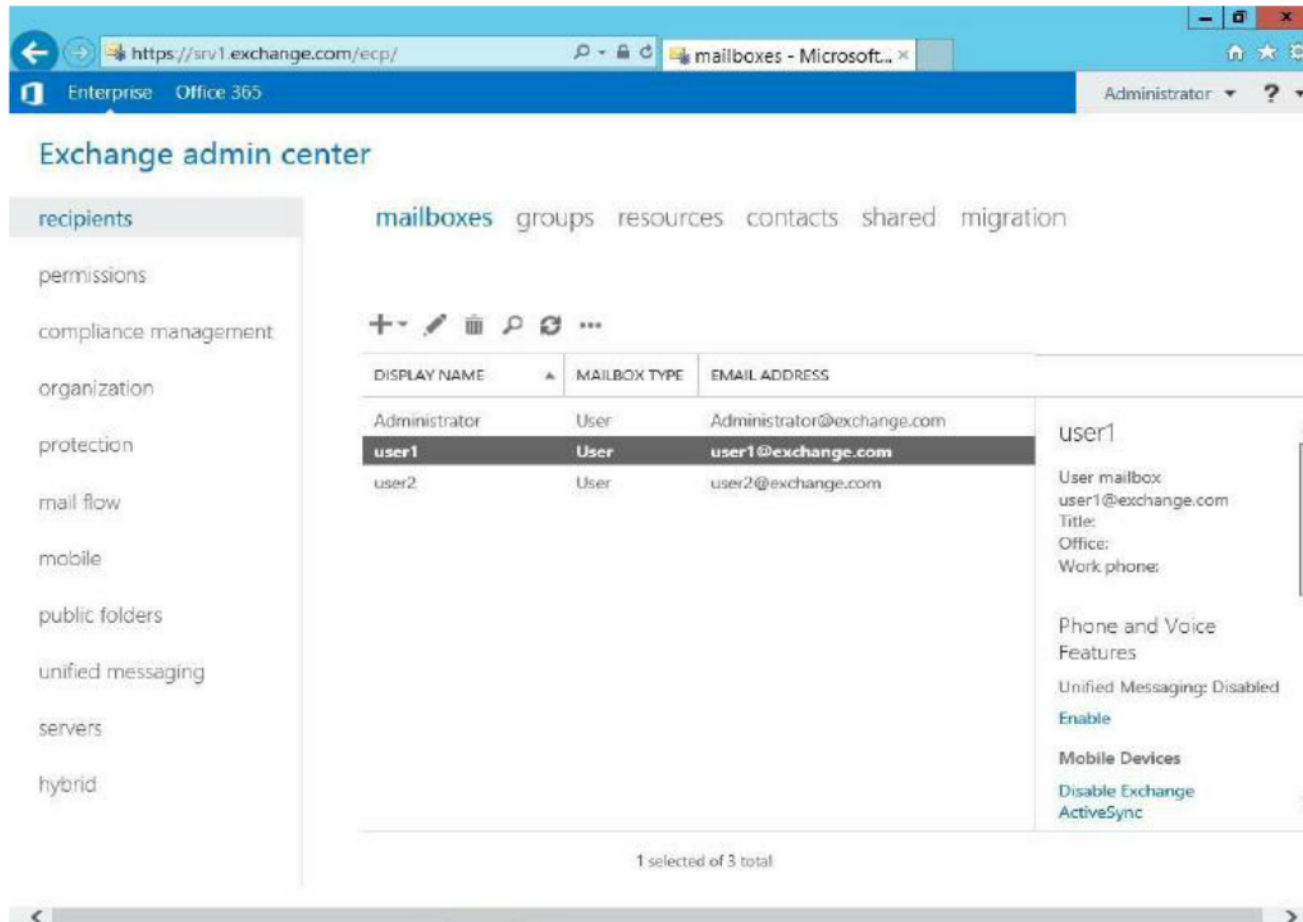 https://srv1.exchange.com/ecp/
mailboxes - Microsoft...
Enterprise Office 365
Administrator ?
Exchange admin center
recipients
permissions
compliance management
organization
protection
mail flow
mobile
public folders
unified messaging
servers
hybrid
mailboxes groups resources contacts shared migration
DISPLAY NAME MAILBOX TYPE EMAIL ADDRESS
Administrator User Administrator@exchange.com
user1 User user1@exchange.com
user2 User user2@exchange.com
user1
User mailbox
user1@exchange.com
Title:
Office:
Work phone:
Phone and Voice
Features
Unified Messaging: Disabled
Enable
Mobile Devices
Disable Exchange
ActiveSync
1 selected of 3 total